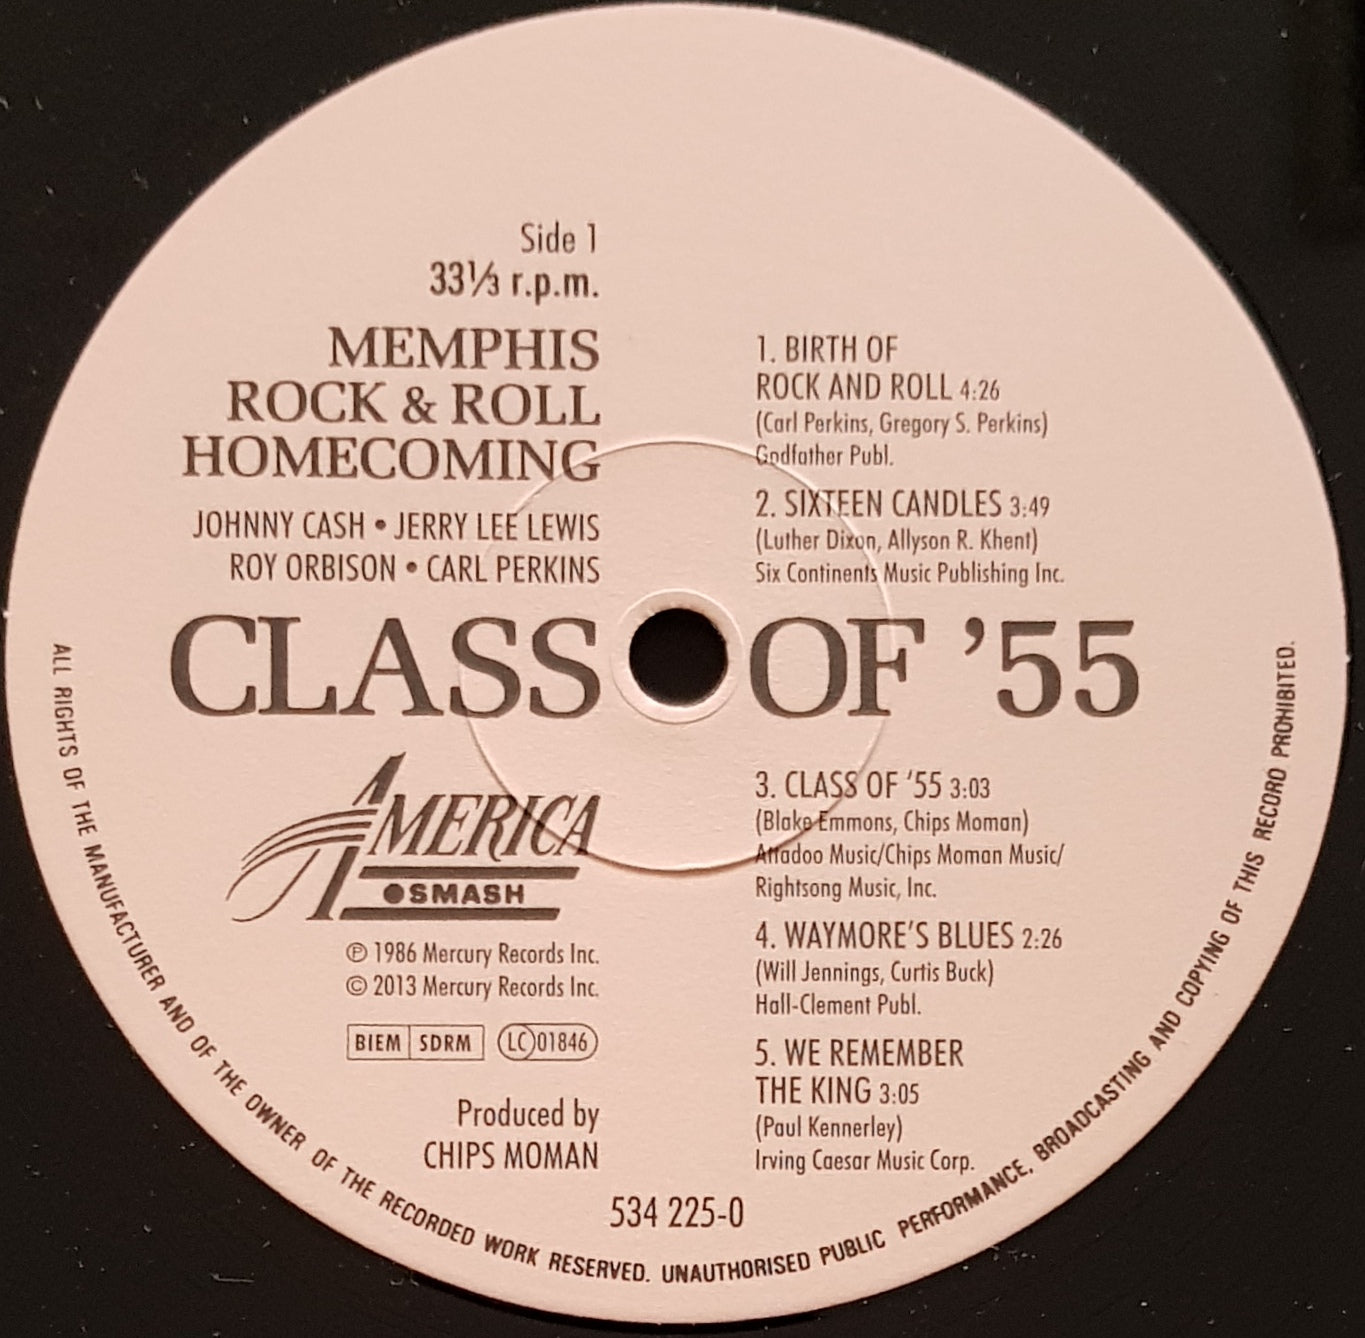 Side 1
33⅓ r.p.m.
MEMPHIS
ROCK & ROLL
HOMECOMING
JOHNNY CASH • JERRY LEE LEWIS
ROY ORBISON • CARL PERKINS
1. BIRTH OF
ROCK AND ROLL 4:26
(Carl Perkins, Gregory S. Perkins)
Godfather Publ.
2. SIXTEEN CANDLES 3:49
(Luther Dixon, Allyson R. Khent)
Six Continents Music Publishing Inc.
CLASS OF '55
AMERICA
SMASH
℗ 1986 Mercury Records Inc.
© 2013 Mercury Records Inc.
BIEM SDRM LC 01846
Produced by
CHIPS MOMAN
3. CLASS OF '55 3:03
(Blake Emmons, Chips Moman)
Attadoo Music/Chips Moman Music/
Rightsong Music, Inc.
4. WAYMORE'S BLUES 2:26
(Will Jennings, Curtis Buck)
Hall-Clement Publ.
5. WE REMEMBER
THE KING 3:05
(Paul Kennerley)
Irving Caesar Music Corp.
534 225-0
ALL RIGHTS OF THE MANUFACTURER AND OF THE OWNER OF THE RECORDED WORK RESERVED. UNAUTHORISED PUBLIC PERFORMANCE, BROADCASTING AND COPYING OF THIS RECORD PROHIBITED.